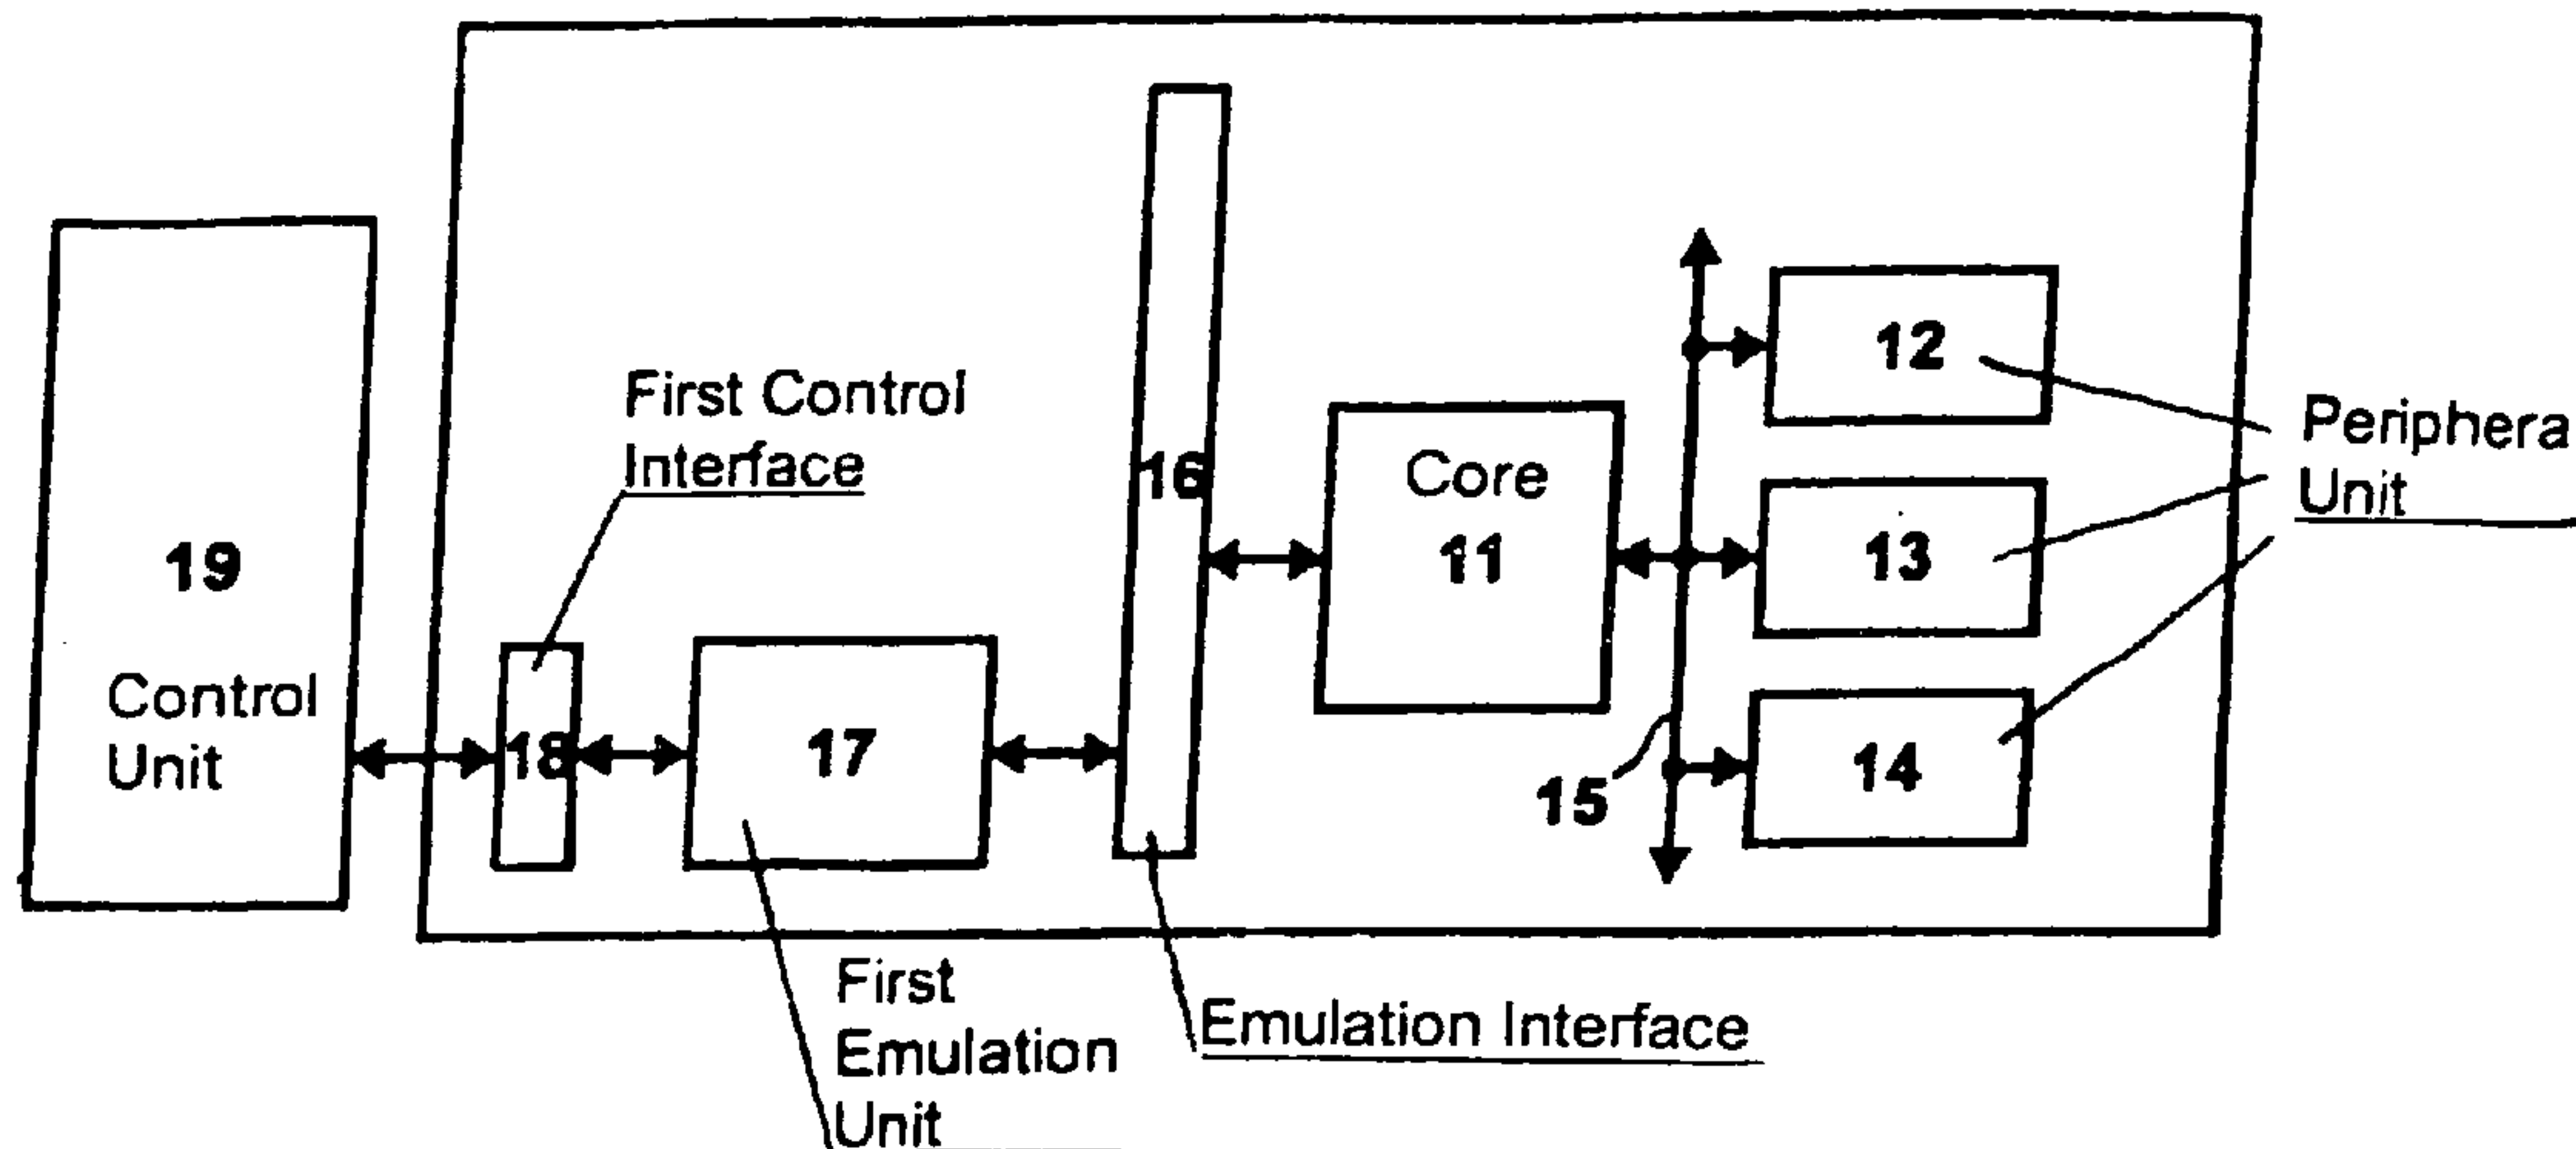 19
Control
Unit
First Control
Interface
18
17
First
Emulation
Unit
16
Emulation Interface
Core
11
15
12
13
14
Periphera
Unit